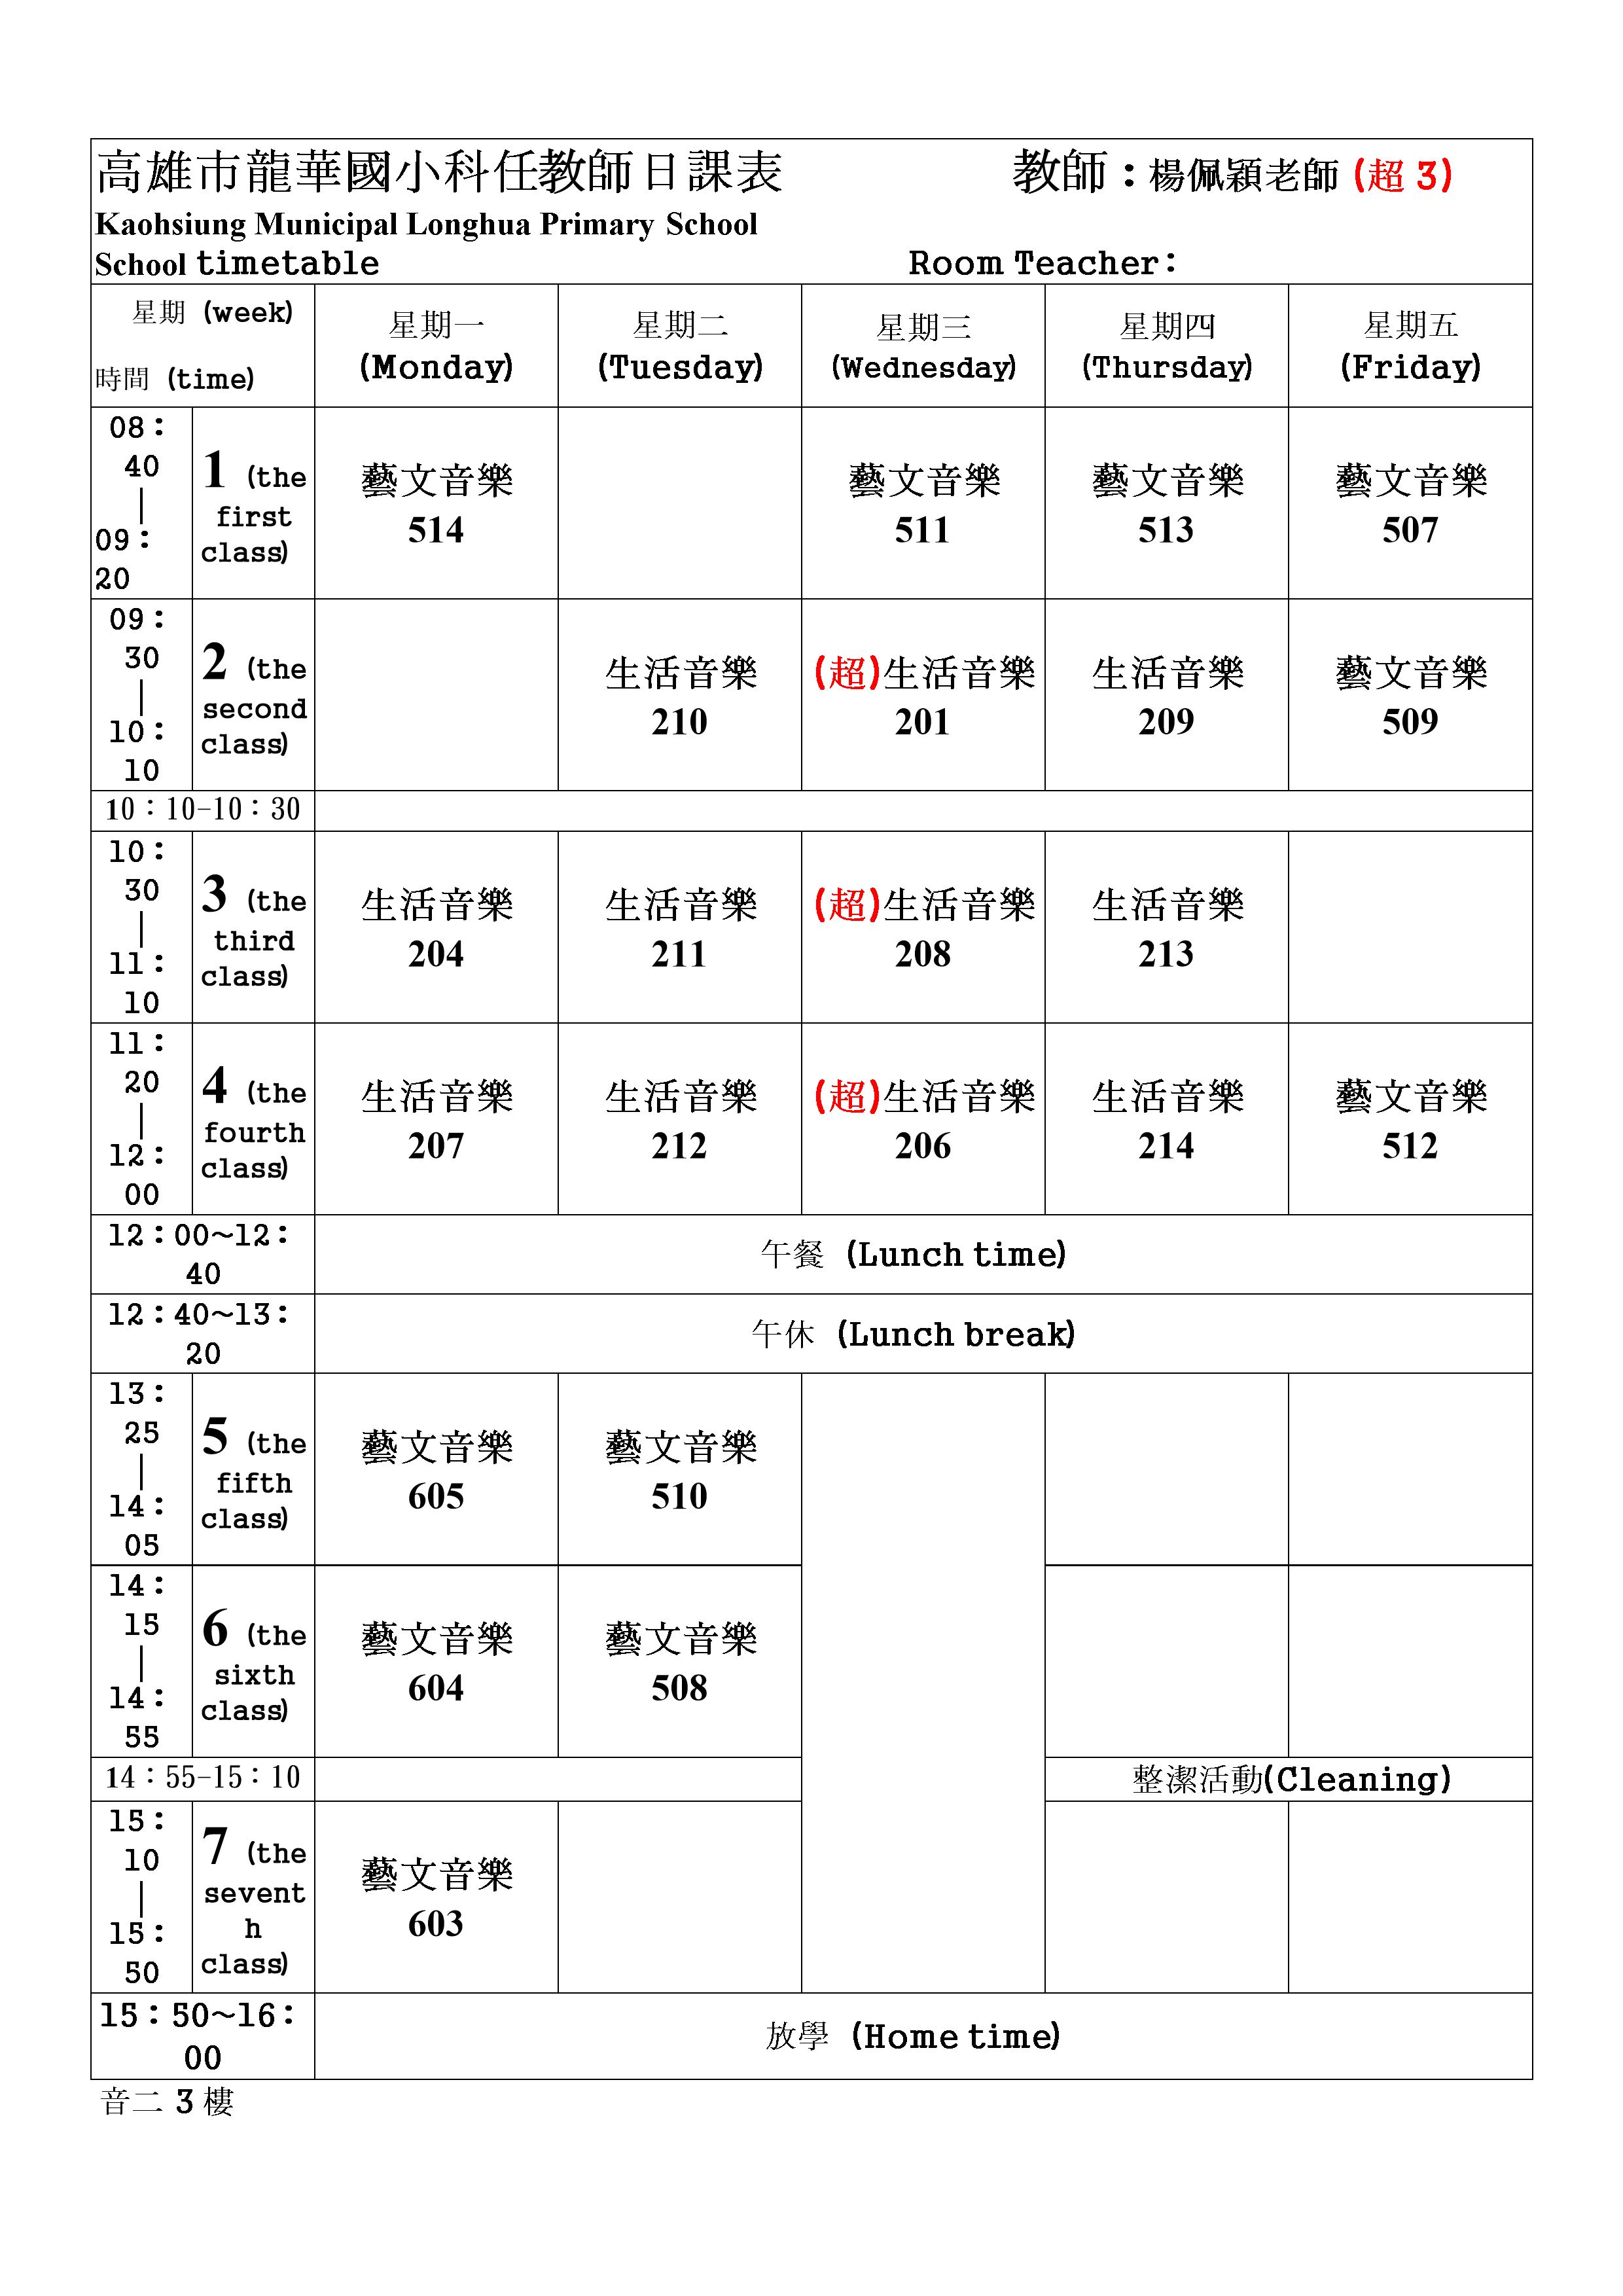 高雄市龍華國小科任教師日課表 教師：楊佩穎老師 (超 3)
Kaohsiung Municipal Longhua Primary School
School timetable Room Teacher：
星期 (week)
時間 (time)
星期一
(Monday)
星期二
(Tuesday)
星期三
(Wednesday)
星期四
(Thursday)
星期五
(Friday)
08：
40
｜
09：
20
1 (the
first
class)
藝文音樂
514
藝文音樂
511
藝文音樂
513
藝文音樂
507
09：
30
｜
10：
10
2 (the
second
class)
生活音樂
210
(超)生活音樂
201
生活音樂
209
藝文音樂
509
10：10-10：30
10：
30
｜
11：
10
3 (the
third
class)
生活音樂
204
生活音樂
211
(超)生活音樂
208
生活音樂
213
11：
20
｜
12：
00
4 (the
fourth
class)
生活音樂
207
生活音樂
212
(超)生活音樂
206
生活音樂
214
藝文音樂
512
12：00~12：
40
午餐 (Lunch time)
12：40~13：
20
午休 (Lunch break)
13：
25
｜
14：
05
5 (the
fifth
class)
藝文音樂
605
藝文音樂
510
14：
15
｜
14：
55
6 (the
sixth
class)
藝文音樂
604
藝文音樂
508
14：55-15：10
整潔活動(Cleaning)
15：
10
｜
15：
50
7 (the
sevent
h
class)
藝文音樂
603
15：50~16：
00
放學 (Home time)
音二 3 樓